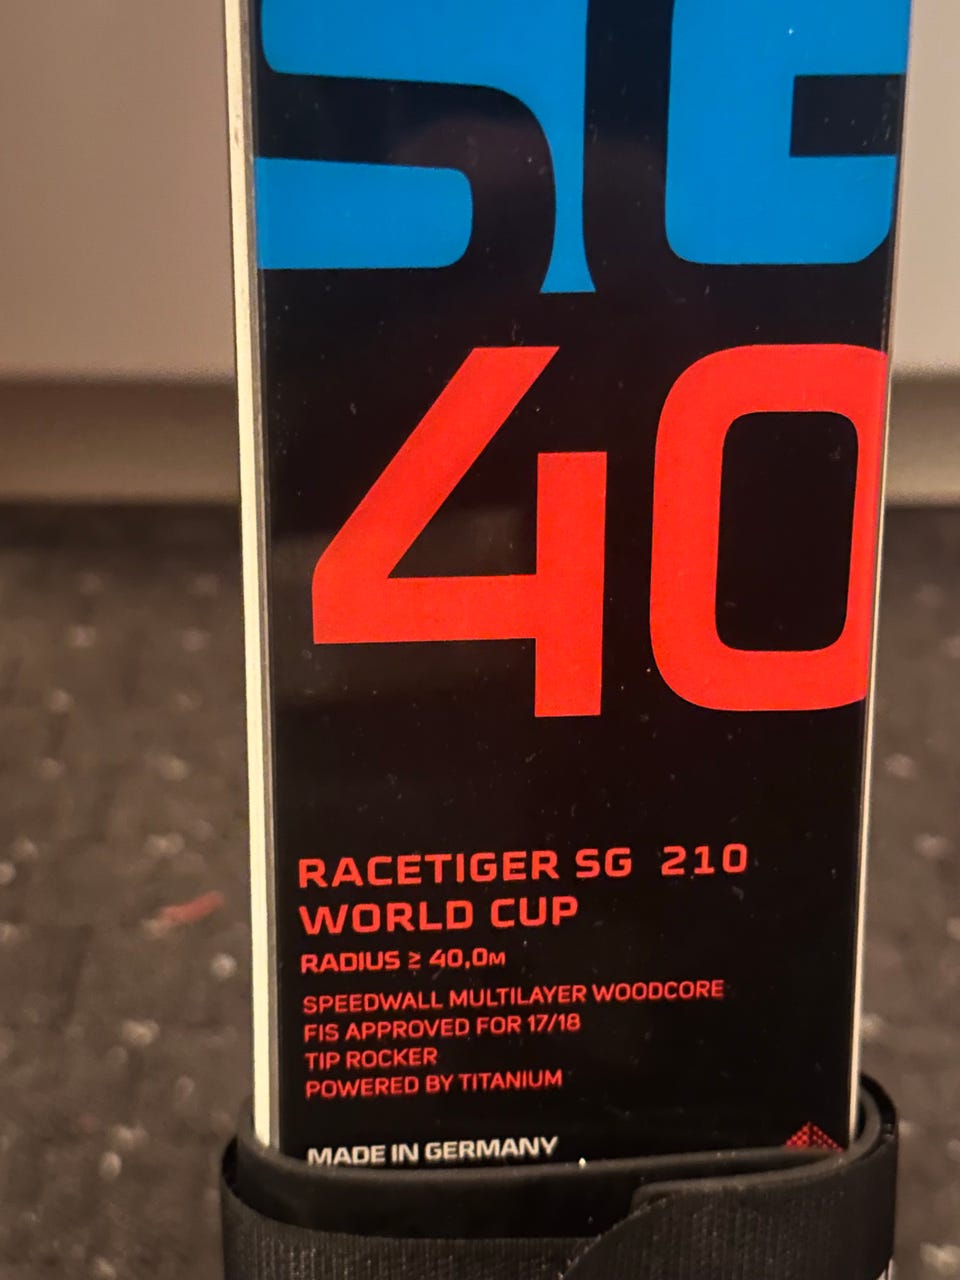 SG
40
RACETIGER SG 210
WORLD CUP
RADIUS ≥ 40,0M
SPEEDWALL MULTILAYER WOODCORE
FIS APPROVED FOR 17/18
TIP ROCKER
POWERED BY TITANIUM
MADE IN GERMANY